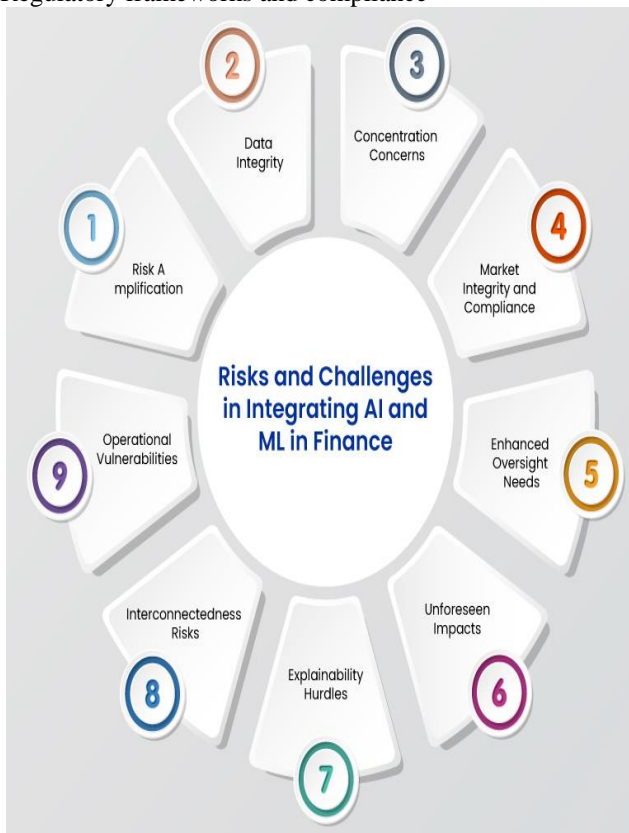 Regulatory frameworks and compliance
1
Risk A
mplification
2
Data
Integrity
3
Concentration
Concerns
4
Market
Integrity and
Compliance
5
Enhanced
Oversight
Needs
6
Unforeseen
Impacts
7
Explainability
Hurdles
8
Interconnectedness
Risks
9
Operational
Vulnerabilities
Risks and Challenges
in Integrating AI and
ML in Finance